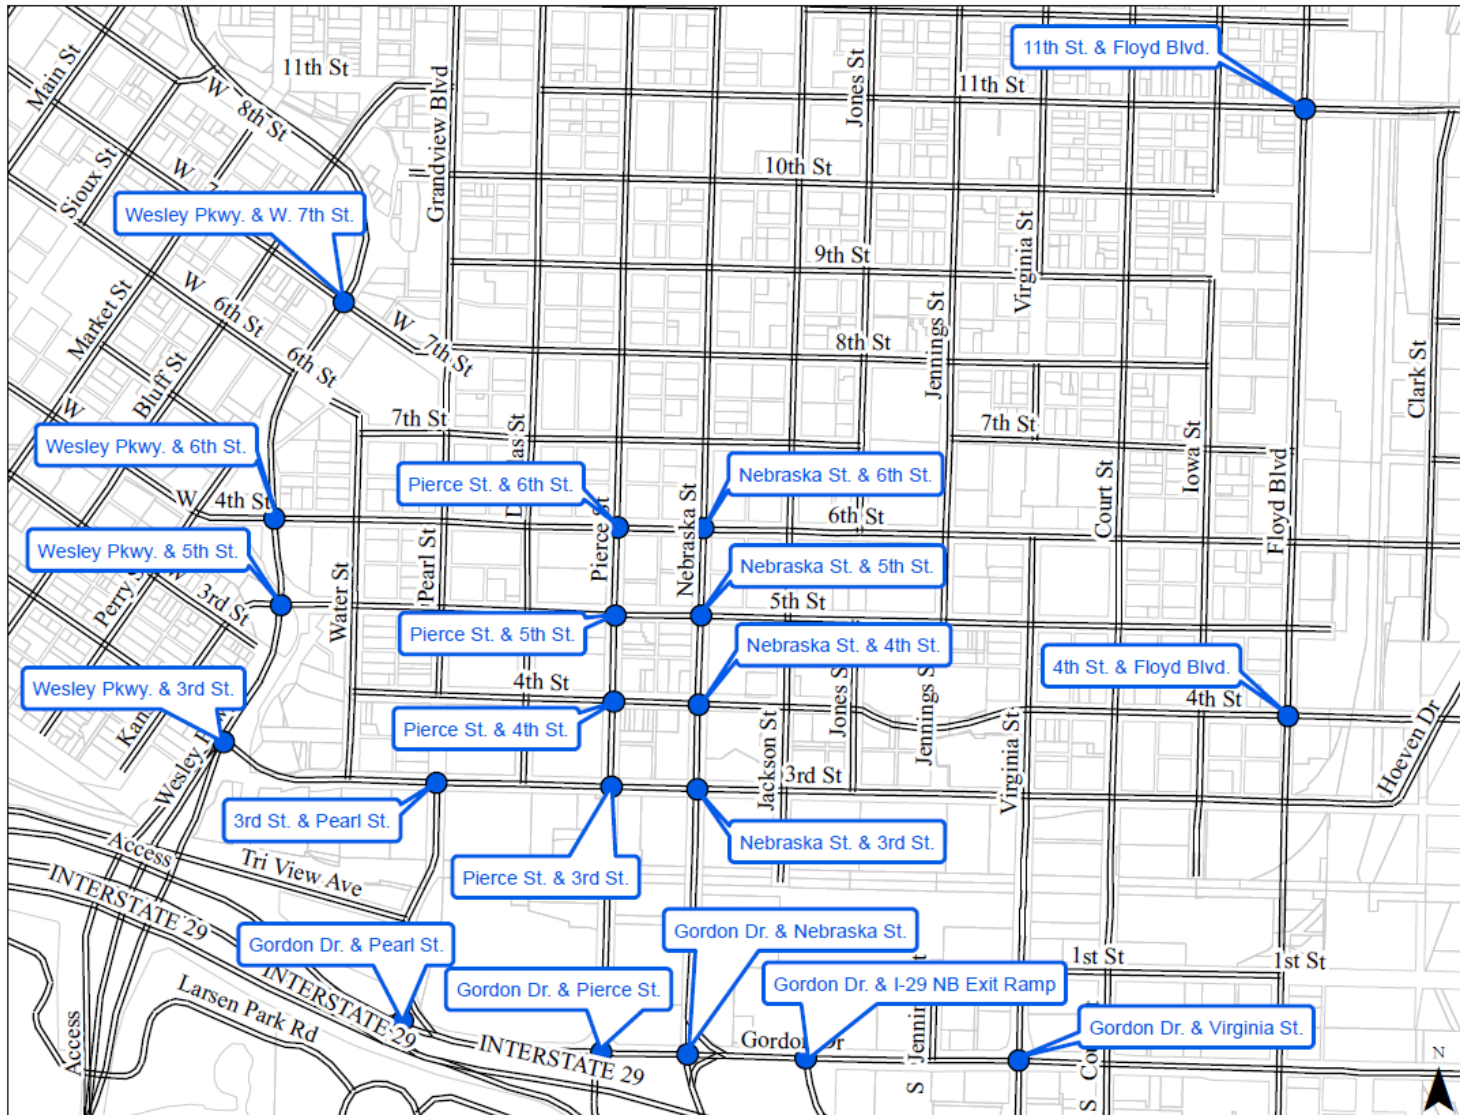 Main St
11th St
Grandview Blvd
Jones St
11th St
11th St. & Floyd Blvd.
W 8th St
Sioux St
W
10th St
Wesley Pkwy. & W. 7th St.
Virginia St
9th St
Market St
W 6th St
6th St
W 7th St
8th St
Jennings St
Bluff St
Clark St
W
7th St
7th St
Iowa St
Court St
Floyd Blvd
Wesley Pkwy. & 6th St.
Pierce St. & 6th St.
Nebraska St. & 6th St.
W 4th St
Pierce St
Nebraska St
6th St
Wesley Pkwy. & 5th St.
Pearl St
Nebraska St. & 5th St.
Perry
3rd St
Water St
5th St
Pierce St. & 5th St.
Nebraska St. & 4th St.
4th St. & Floyd Blvd.
Wesley Pkwy. & 3rd St.
4th St
Jones St
Jennings S
4th St
Pierce St. & 4th St.
Hoeven Dr
Wesley
Jackson St
3rd St
Virginia St
3rd St. & Pearl St.
Nebraska St. & 3rd St.
Access
Tri View Ave
Pierce St. & 3rd St.
INTERSTATE 29
Gordon Dr. & Pearl St.
Gordon Dr. & Nebraska St.
1st St
1st St
Larsen Park Rd
INTERSTATE 29
Gordon Dr. & Pierce St.
Gordon Dr. & I-29 NB Exit Ramp
Access
INTERSTATE 29
Gordon Dr
Gordon Dr. & Virginia St.
N